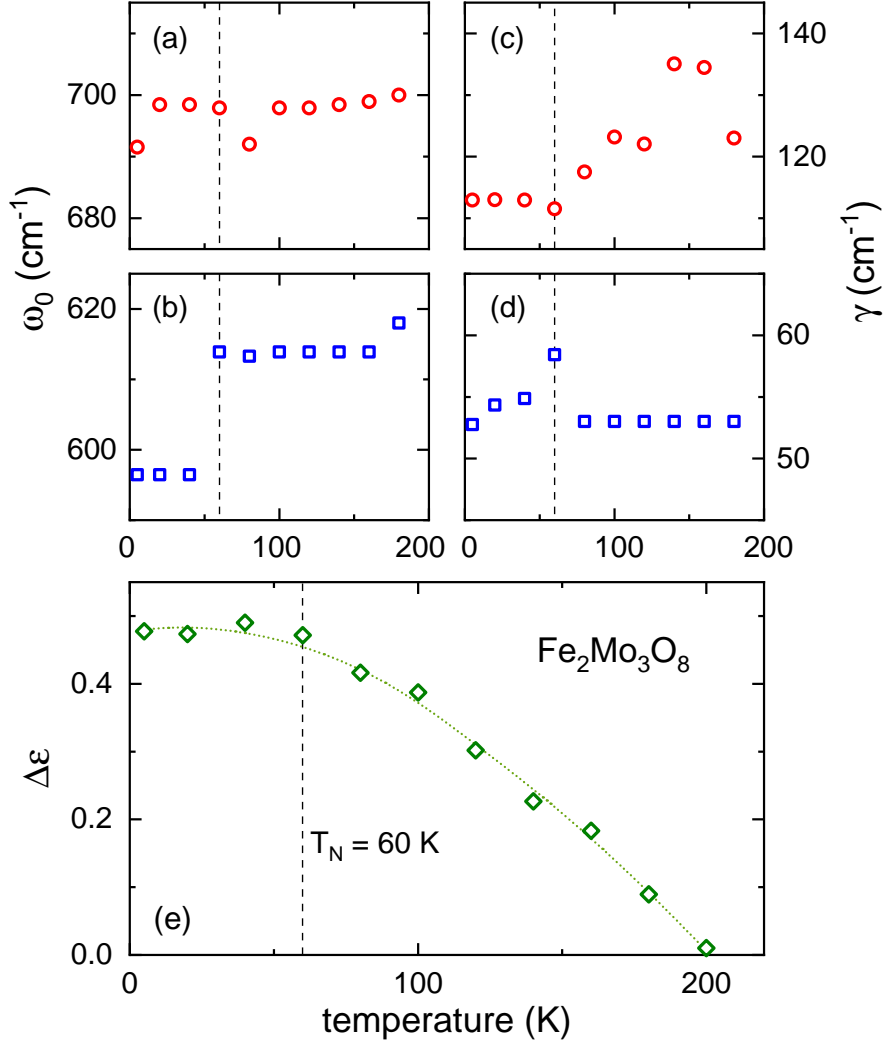 (a)
(c)
140
700
120
680
ω₀ (cm⁻¹)
γ (cm⁻¹)
(b)
(d)
620
60
600
50
0 100 200
0 100 200
Fe₂Mo₃O₈
0.4
Δε
0.2
T_N = 60 K
(e)
0.0
0 100 200
temperature (K)